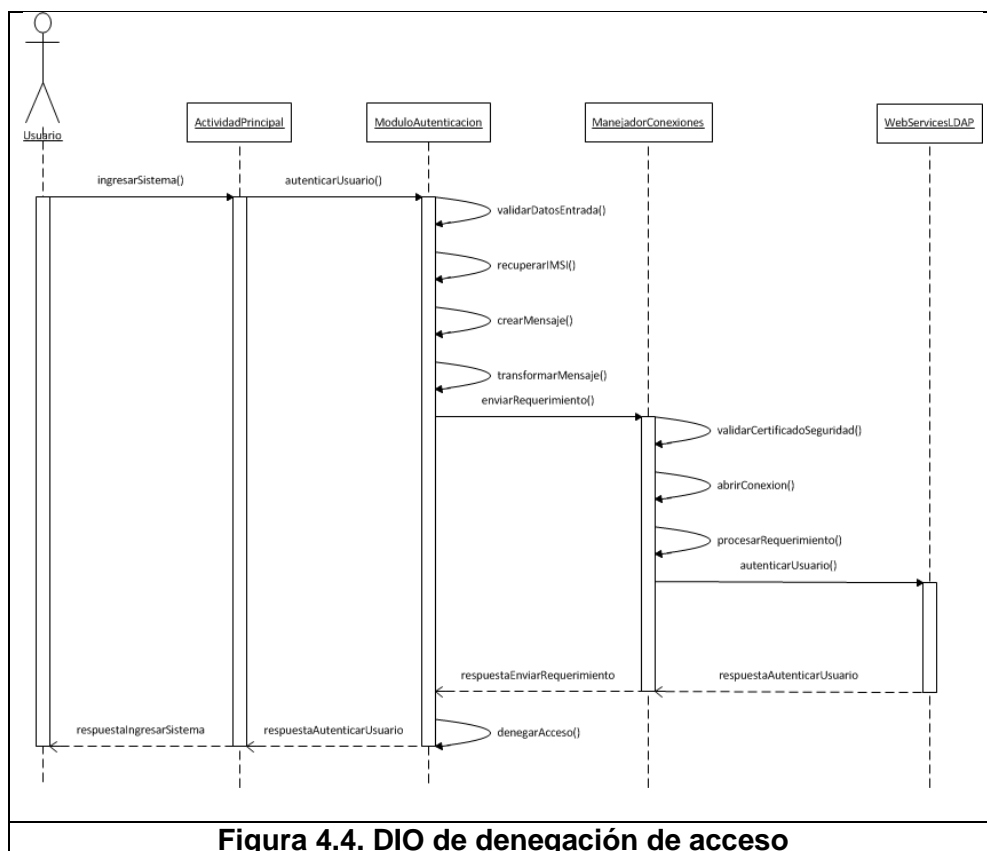 Usuario
ActividadPrincipal
ModuloAutenticacion
ManejadorConexiones
WebServicesLDAP
ingresarSistema()
autenticarUsuario()
validarDatosEntrada()
recuperarIMSI()
crearMensaje()
transformarMensaje()
enviarRequerimiento()
validarCertificadoSeguridad()
abrirConexion()
procesarRequerimiento()
autenticarUsuario()
respuestaEnviarRequerimiento
respuestaAutenticarUsuario
respuestaIngresarSistema
respuestaAutenticarUsuario
denegarAcceso()
Figura 4.4. DIO de denegación de acceso